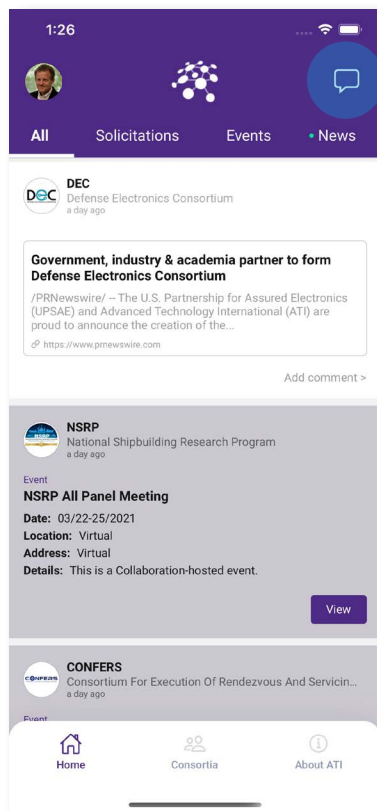 1:26
All Solicitations Events • News
DEC
DEC
Defense Electronics Consortium
a day ago
Government, industry & academia partner to form
Defense Electronics Consortium
/PRNewswire/ -- The U.S. Partnership for Assured Electronics
(UPSAE) and Advanced Technology International (ATI) are
proud to announce the creation of the...
https://www.prnewswire.com
Add comment >
NSRP
NSRP
National Shipbuilding Research Program
a day ago
Event
NSRP All Panel Meeting
Date: 03/22-25/2021
Location: Virtual
Address: Virtual
Details: This is a Collaboration-hosted event.
View
CONFERS
CONFERS
Consortium For Execution Of Rendezvous And Servicin...
a day ago
Event
Home Consortia About ATI